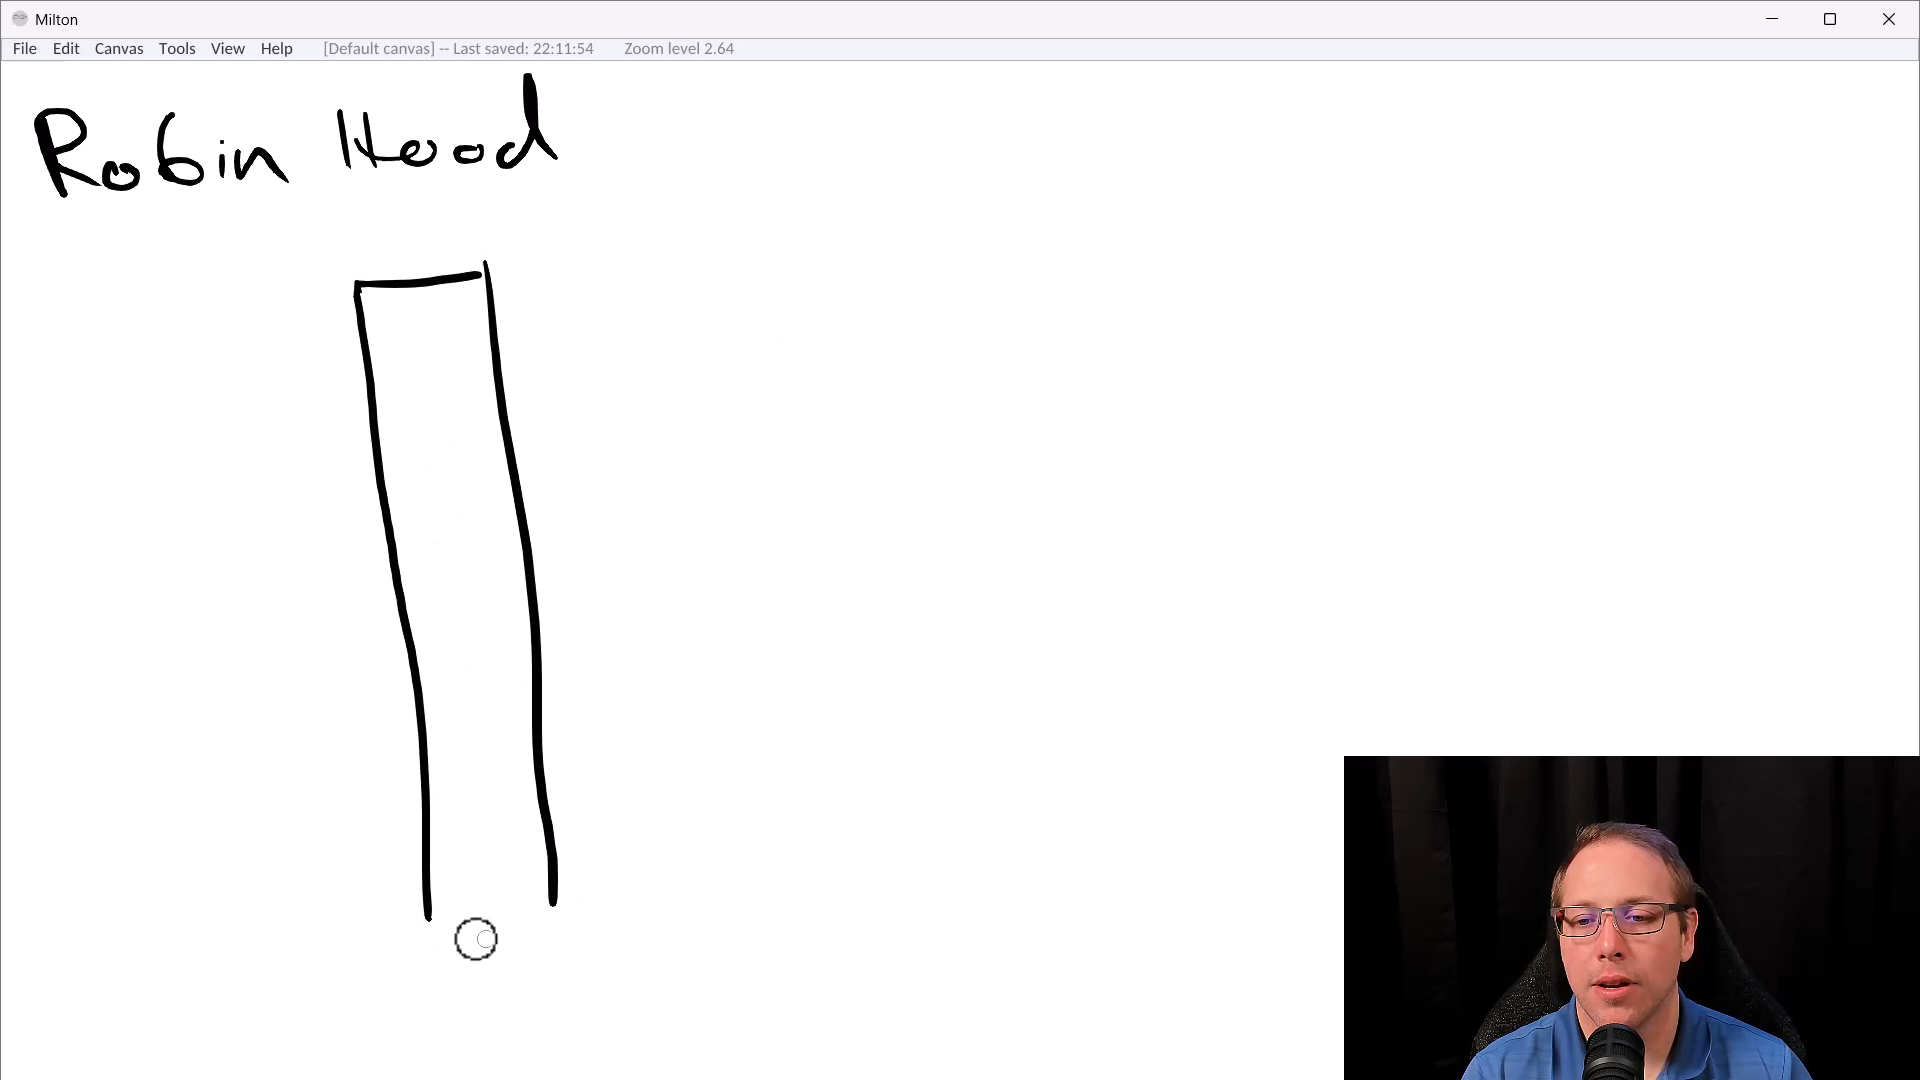 Milton
File Edit Canvas Tools View Help [Default canvas] -- Last saved: 22:11:54 Zoom level 2.64
Robin Hood